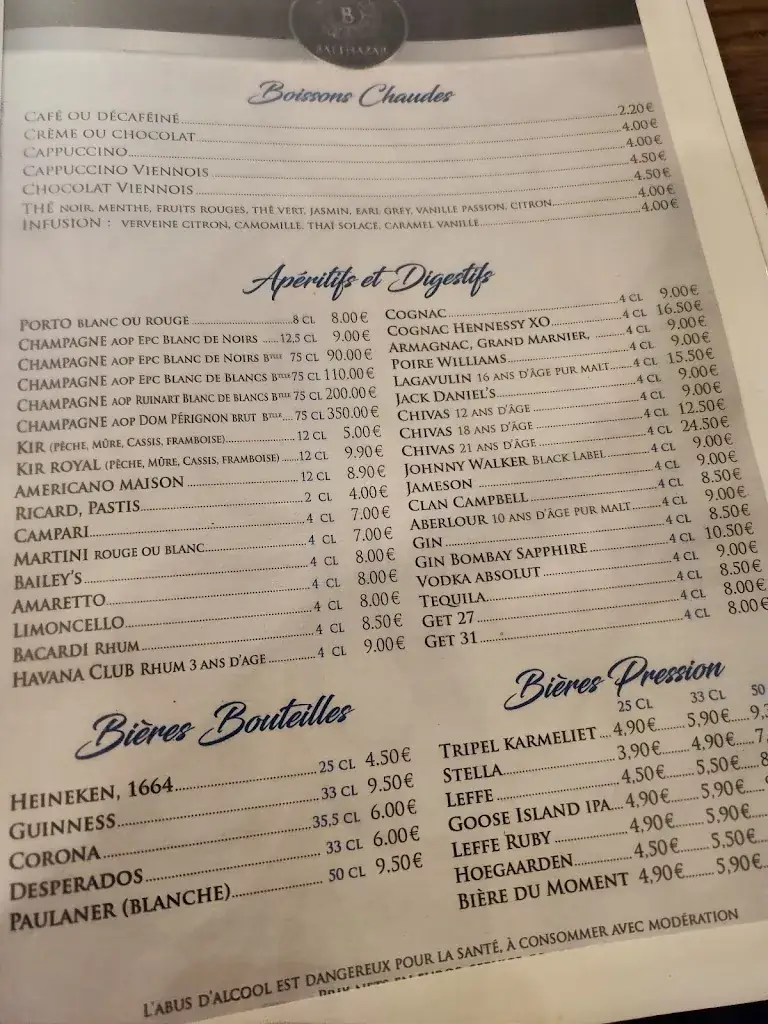 B
BALTHAZAR
Boissons Chaudes
CAFÉ OU DÉCAFÉINÉ 2.20€
CRÈME OU CHOCOLAT 4.00€
CAPPUCCINO 4.00€
CAPPUCCINO VIENNOIS 4.50€
CHOCOLAT VIENNOIS 4.50€
THÉ NOIR, MENTHE, FRUITS ROUGES, THÉ VERT, JASMIN, EARL GREY, VANILLE PASSION, CITRON 4.00€
INFUSION : VERVEINE CITRON, CAMOMILLE, THAÏ SOLACE, CARAMEL VANILLE 4.00€
Apéritifs et Digestifs
PORTO BLANC OU ROUGE 8 CL 8.00€
CHAMPAGNE AOP EPC BLANC DE NOIRS 12,5 CL 9.00€
CHAMPAGNE AOP EPC BLANC DE NOIRS BTLLE 75 CL 90.00€
CHAMPAGNE AOP EPC BLANC DE BLANCS BTLLE 75 CL 110.00€
CHAMPAGNE AOP RUINART BLANC DE BLANCS BTLLE 75 CL 200.00€
CHAMPAGNE AOP DOM PÉRIGNON BRUT BTLLE 75 CL 350.00€
KIR (PÊCHE, MÛRE, CASSIS, FRAMBOISE) 12 CL 5.00€
KIR ROYAL (PÊCHE, MÛRE, CASSIS, FRAMBOISE) 12 CL 9.90€
AMERICANO MAISON 12 CL 8.90€
RICARD, PASTIS 2 CL 4.00€
CAMPARI 4 CL 7.00€
MARTINI ROUGE OU BLANC 4 CL 7.00€
BAILEY'S 4 CL 8.00€
AMARETTO 4 CL 8.00€
LIMONCELLO 4 CL 8.00€
BACARDI RHUM 4 CL 8.50€
HAVANA CLUB RHUM 3 ANS D'AGE 4 CL 9.00€
COGNAC 4 CL 9.00€
COGNAC HENNESSY XO 4 CL 16.50€
ARMAGNAC, GRAND MARNIER, 4 CL 9.00€
POIRE WILLIAMS 4 CL 9.00€
LAGAVULIN 16 ANS D'ÂGE PUR MALT 4 CL 15.50€
JACK DANIEL'S 4 CL 9.00€
CHIVAS 12 ANS D'ÂGE 4 CL 9.00€
CHIVAS 18 ANS D'ÂGE 4 CL 12.50€
CHIVAS 21 ANS D'ÂGE 4 CL 24.50€
JOHNNY WALKER BLACK LABEL 4 CL 9.00€
JAMESON 4 CL 9.00€
CLAN CAMPBELL 4 CL 8.50€
ABERLOUR 10 ANS D'ÂGE PUR MALT 4 CL 9.00€
GIN 4 CL 8.50€
GIN BOMBAY SAPPHIRE 4 CL 10.50€
VODKA ABSOLUT 4 CL 9.00€
TEQUILA 4 CL 8.50€
GET 27 4 CL 8.00€
GET 31 4 CL 8.00€
Bières Bouteilles
HEINEKEN, 1664 25 CL 4.50€
GUINNESS 33 CL 9.50€
CORONA 35,5 CL 6.00€
DESPERADOS 33 CL 6.00€
PAULANER (BLANCHE) 50 CL 9.50€
Bières Pression
25 CL 33 CL 50
TRIPEL KARMELIET 4,90€ 5,90€ 9,3
STELLA 3,90€ 4,90€ 7,
LEFFE 4,50€ 5,50€ 8
GOOSE ISLAND IPA 4,90€ 5,90€ 9
LEFFE RUBY 4,90€ 5,90€
HOEGAARDEN 4,50€ 5,50€
BIÈRE DU MOMENT 4,90€ 5,90€
L'ABUS D'ALCOOL EST DANGEREUX POUR LA SANTÉ, À CONSOMMER AVEC MODÉRATION